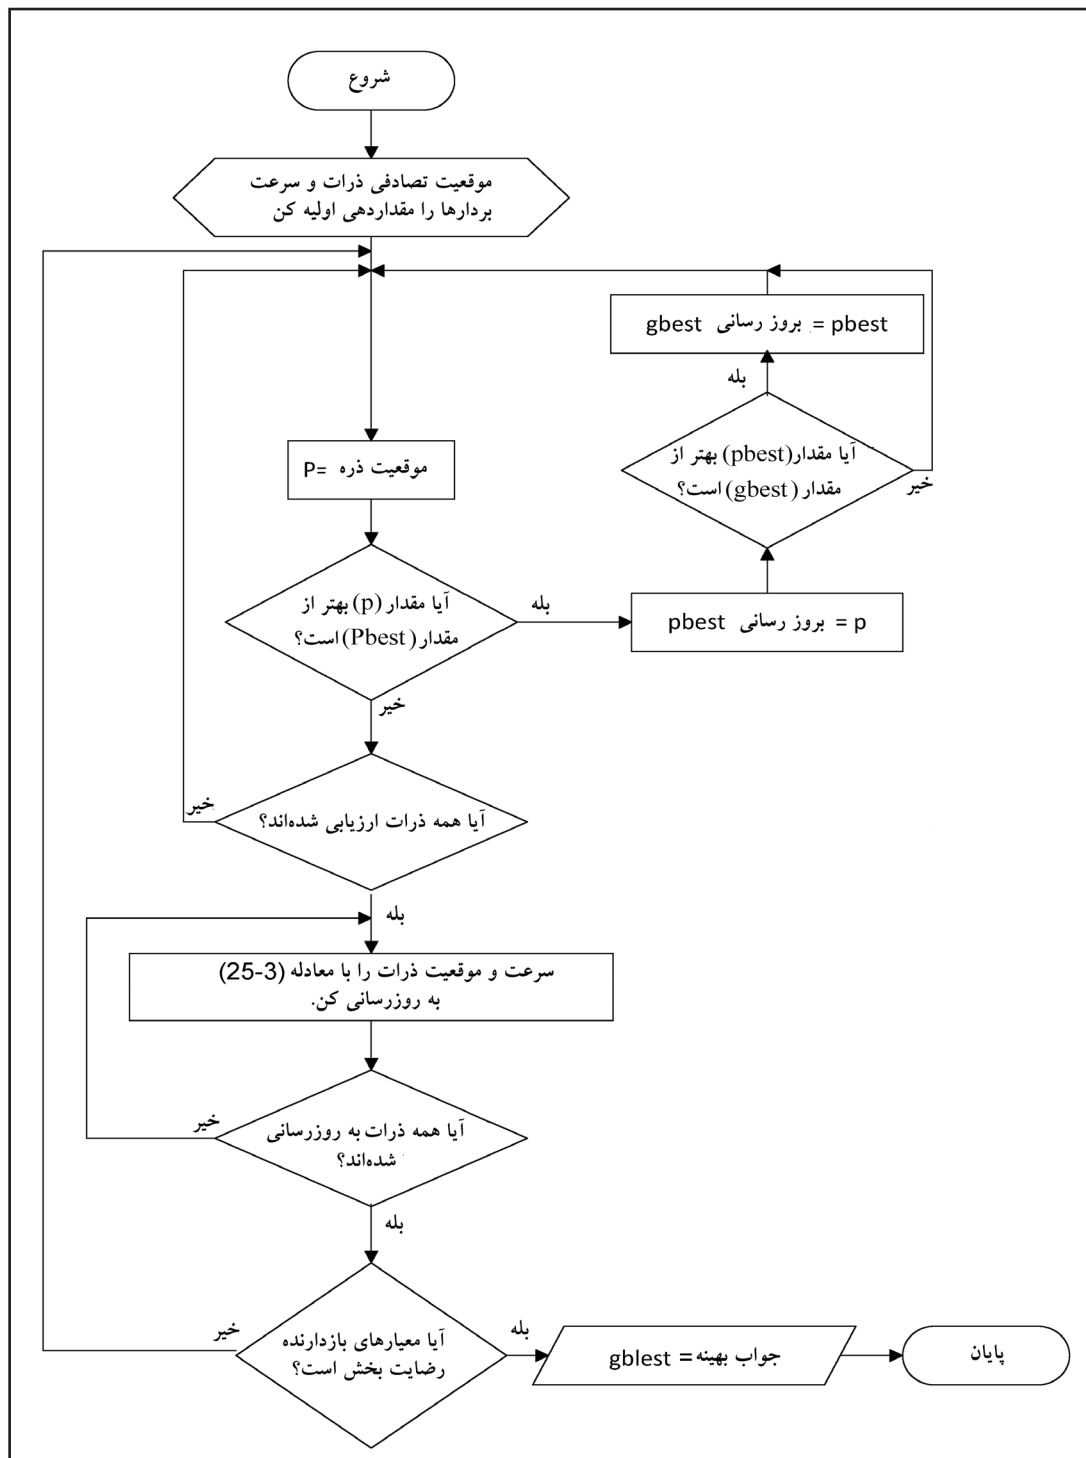 شروع
موقعیت تصادفی ذرات و سرعت
بردارها را مقداردهی اولیه کن
gbest بروز رسانی = pbest
بله
آیا مقدار(pbest) بهتر از
مقدار (gbest) است؟
خیر
P= موقعیت ذره
آیا مقدار (p) بهتر از
مقدار (Pbest) است؟
بله
pbest بروز رسانی = p
خیر
آیا همه ذرات ارزیابی شده‌اند؟
خیر
بله
سرعت و موقعیت ذرات را با معادله (3-25)
به روزرسانی کن.
آیا همه ذرات به روزرسانی
شده‌اند؟
خیر
بله
آیا معیارهای بازدارنده
رضایت بخش است؟
خیر
بله
gblest = جواب بهینه
پایان